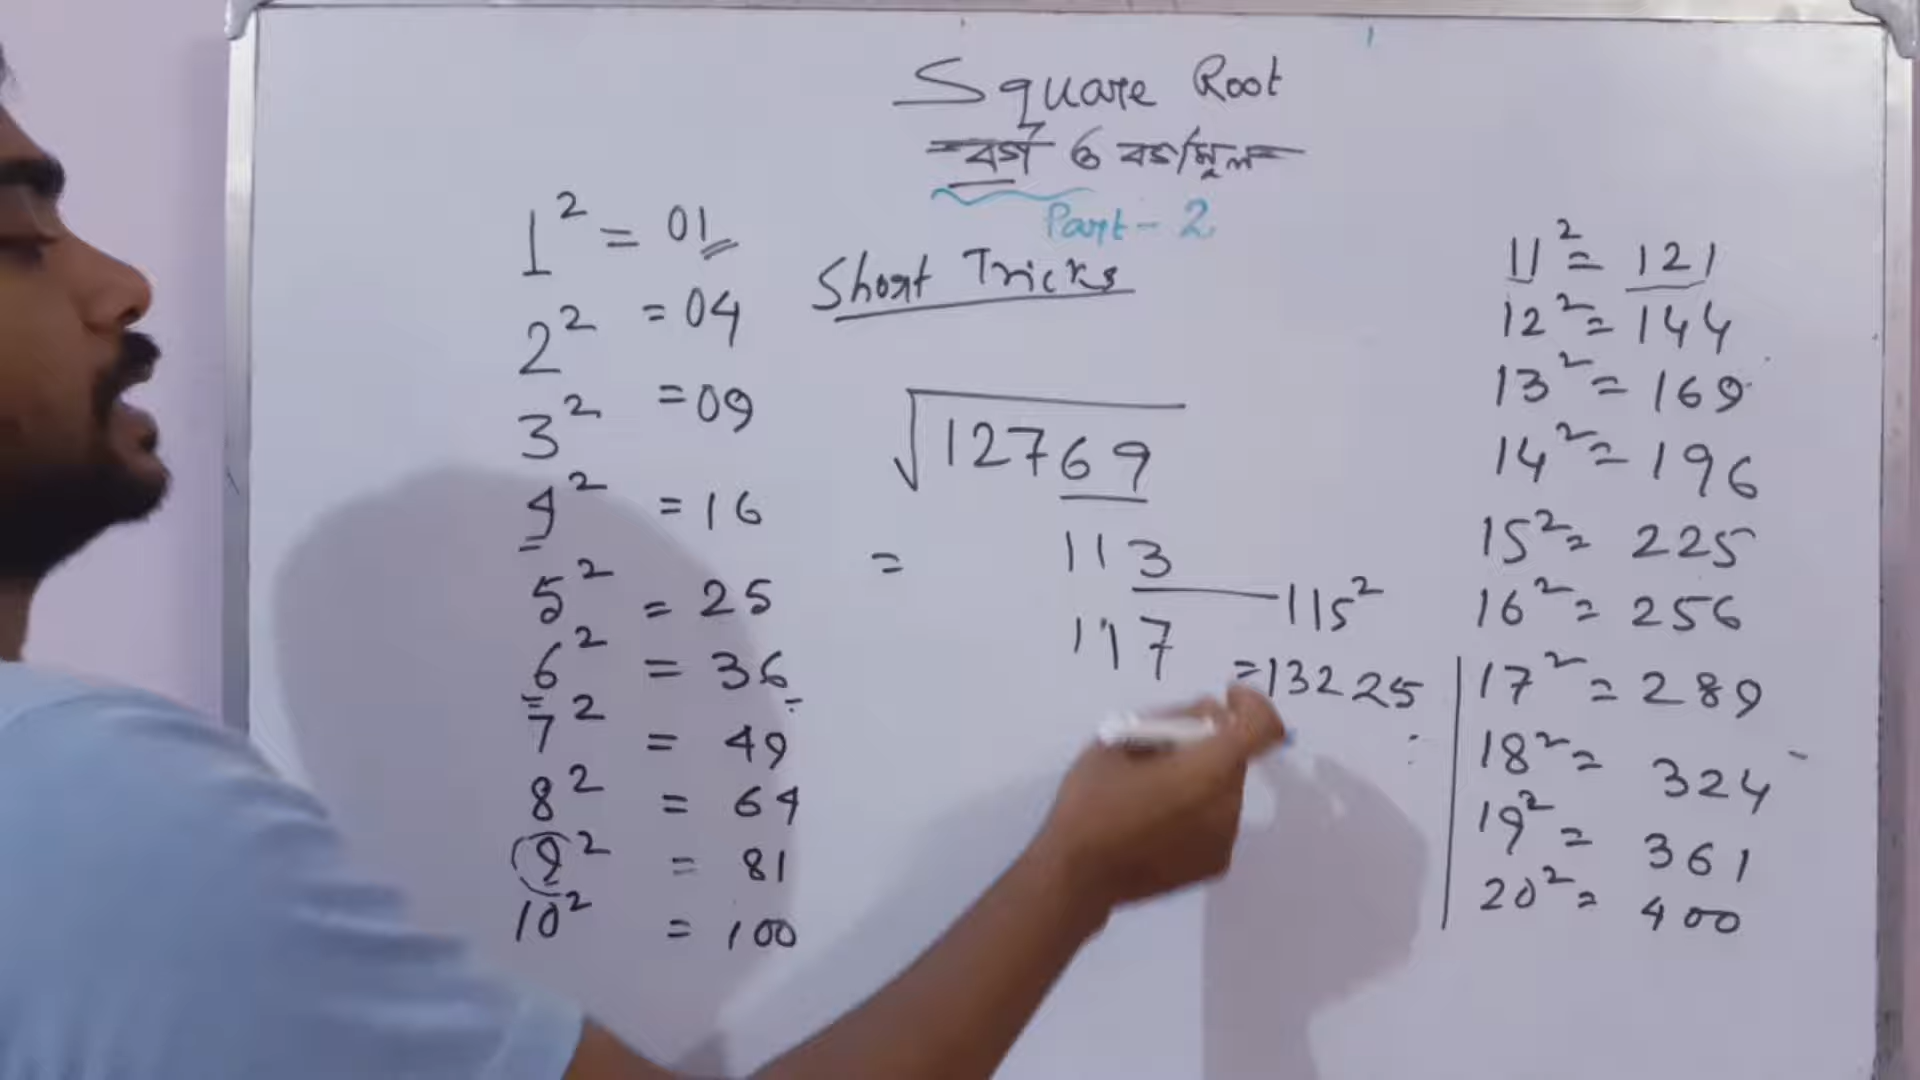 Square Root
বর্গ ও বর্গমূল
Part - 2
Short Tricks
1² = 01
2² = 04
3² = 09
4² = 16
5² = 25
6² = 36
7² = 49
8² = 64
9² = 81
10² = 100
√12769
= 113
117
115²
= 13225
11² = 121
12² = 144
13² = 169
14² = 196
15² = 225
16² = 256
17² = 289
18² = 324
19² = 361
20² = 400